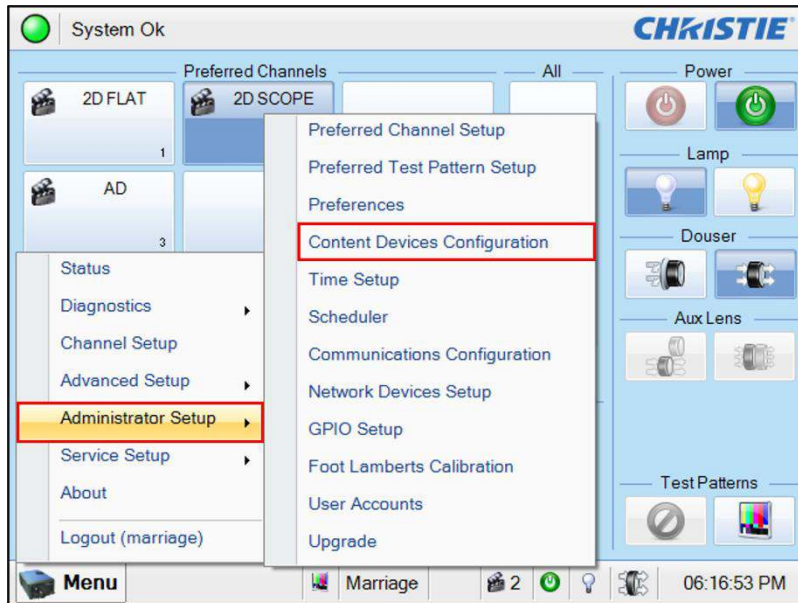 System Ok
CHRISTIE
Preferred Channels
All
Power
2D FLAT
1
2D SCOPE
AD
3
Lamp
Douser
Aux Lens
Test Patterns
Status
Diagnostics
Channel Setup
Advanced Setup
Administrator Setup
Service Setup
About
Logout (marriage)
Preferred Channel Setup
Preferred Test Pattern Setup
Preferences
Content Devices Configuration
Time Setup
Scheduler
Communications Configuration
Network Devices Setup
GPIO Setup
Foot Lamberts Calibration
User Accounts
Upgrade
Menu
Marriage
2
06:16:53 PM